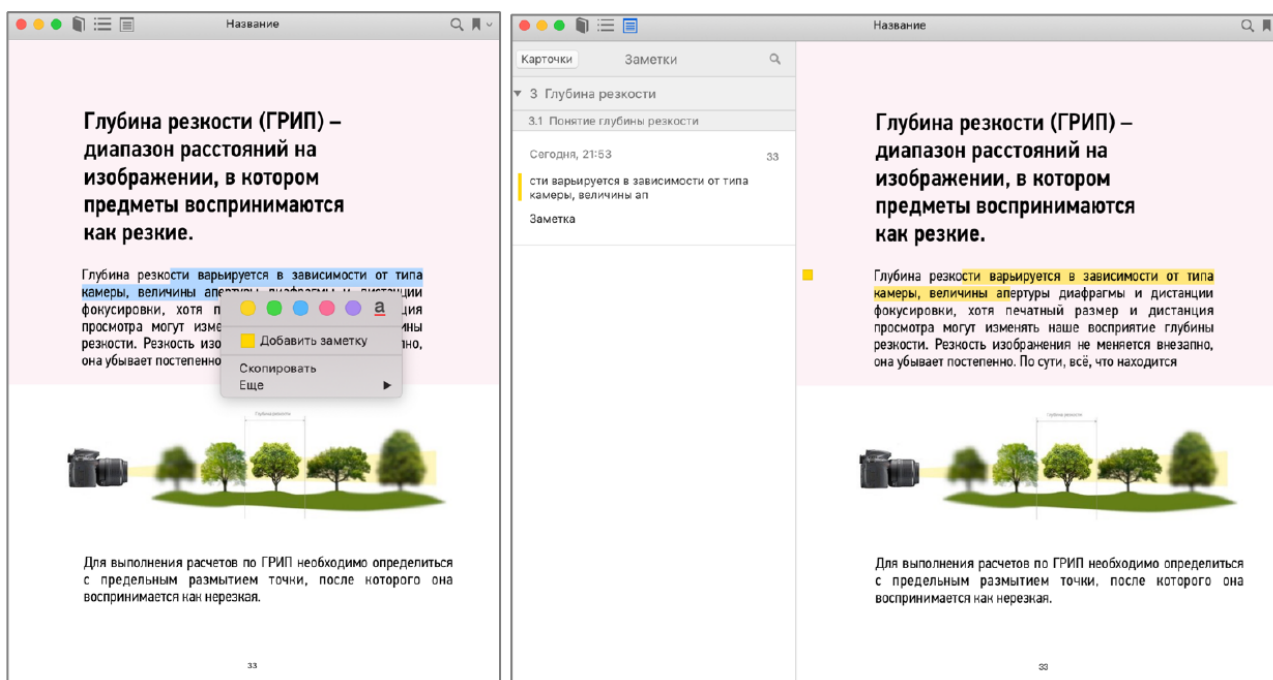 Название
Глубина резкости (ГРИП) –
диапазон расстояний на
изображении, в котором
предметы воспринимаются
как резкие.
Глубина резкости варьируется в зависимости от типа
камеры, величины апертуры диафрагмы и дистанции
фокусировки, хотя п
ция
просмотра могут изме
ины
резкости. Резкость изо
пно,
она убывает постепенно
a
Добавить заметку
Скопировать
Еще
Глубина резкости
Для выполнения расчетов по ГРИП необходимо определиться
с предельным размытием точки, после которого она
воспринимается как нерезкая.
33
Название
Карточки
Заметки
3 Глубина резкости
3.1 Понятие глубины резкости
Сегодня, 21:53
33
сти варьируется в зависимости от типа
камеры, величины ап
Заметка
Глубина резкости (ГРИП) –
диапазон расстояний на
изображении, в котором
предметы воспринимаются
как резкие.
Глубина резкости варьируется в зависимости от типа
камеры, величины апертуры диафрагмы и дистанции
фокусировки, хотя печатный размер и дистанция
просмотра могут изменять наше восприятие глубины
резкости. Резкость изображения не меняется внезапно,
она убывает постепенно. По сути, всё, что находится
Глубина резкости
Для выполнения расчетов по ГРИП необходимо определиться
с предельным размытием точки, после которого она
воспринимается как нерезкая.
33